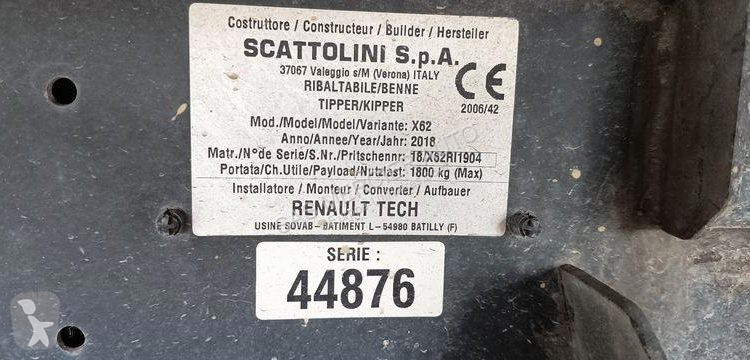 Costruttore / Constructeur / Builder / Hersteller
SCATTOLINI S.p.A.
37067 Valeggio s/M (Verona) ITALY
RIBALTABILE/BENNE
TIPPER/KIPPER
CE
2006/42
Mod./Model/Model/Variante: X62
Anno/Annee/Year/Jahr: 2018
Matr./N°de Serie/S.Nr./Pritschennr: 18/X62RI1904
Portata/Ch.Utile/Payload/Nutzlast: 1800 kg (Max)
Installatore / Monteur / Converter / Aufbauer
RENAULT TECH
USINE SOVAB - BATIMENT L - 54980 BATILLY (F)
SERIE :
44876